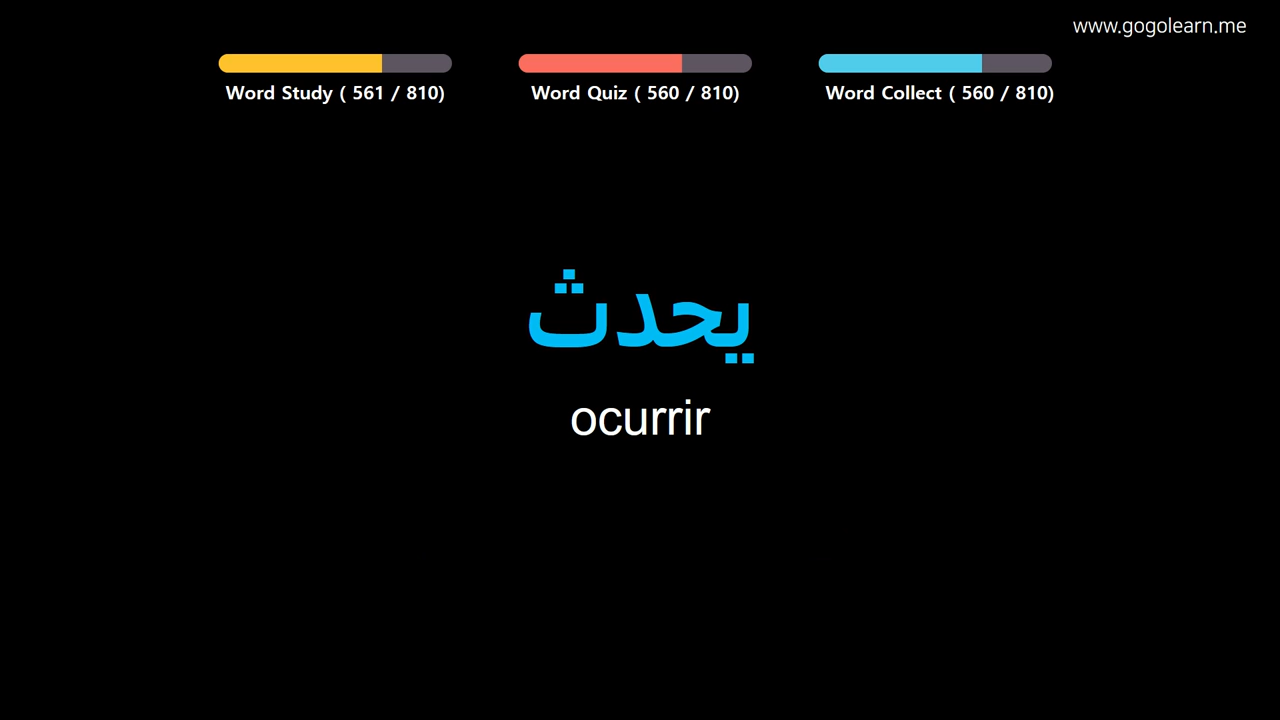 www.gogolearn.me
Word Study ( 561 / 810)
Word Quiz ( 560 / 810)
Word Collect ( 560 / 810)
يحدث
ocurrir